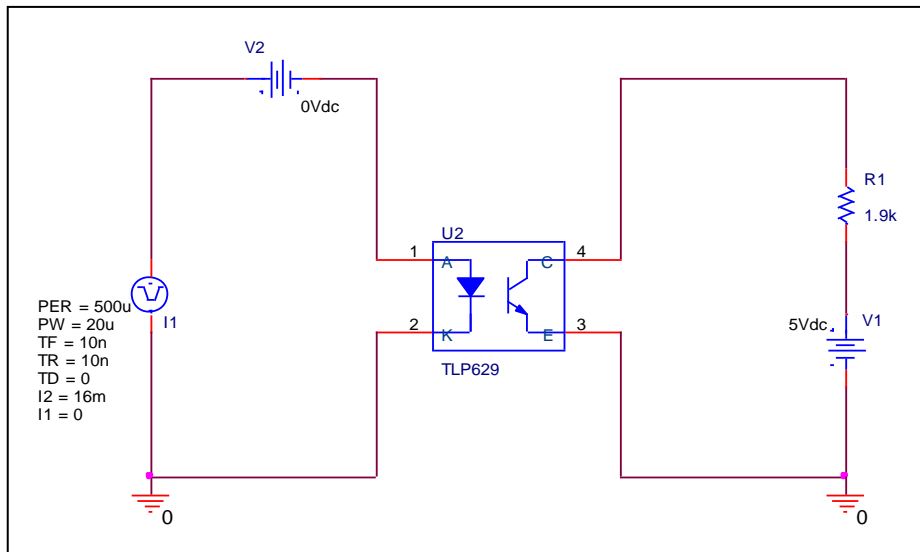 V2
0Vdc
R1
1.9k
U2
1
A
C
4
PER = 500u
PW = 20u
TF = 10n
TR = 10n
TD = 0
I2 = 16m
I1 = 0
I1
2
K
E
3
TLP629
5Vdc
V1
0
0